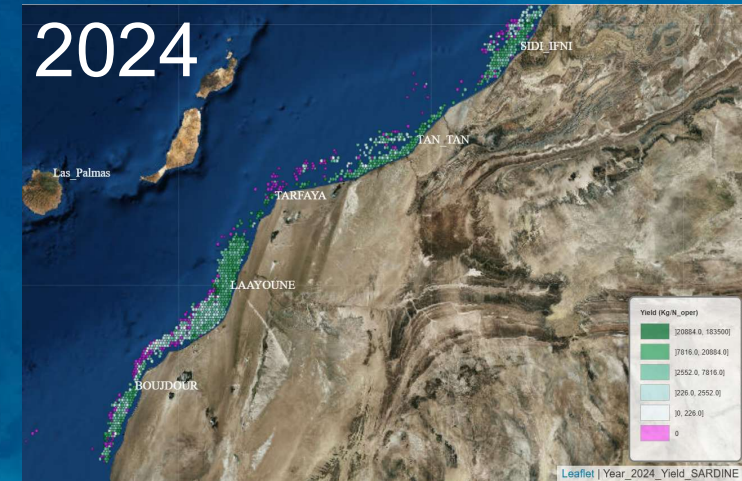 2024
SIDI_IFNI
TAN_TAN
Las_Palmas
TARFAYA
LAAYOUNE
BOUJDOUR
Yield (Kg/N_oper)
]20884.0, 183500]
]7816.0, 20884.0]
]2552.0, 7816.0]
]226.0, 2552.0]
]0, 226.0]
0
Leaflet | Year_2024_Yield_SARDINE